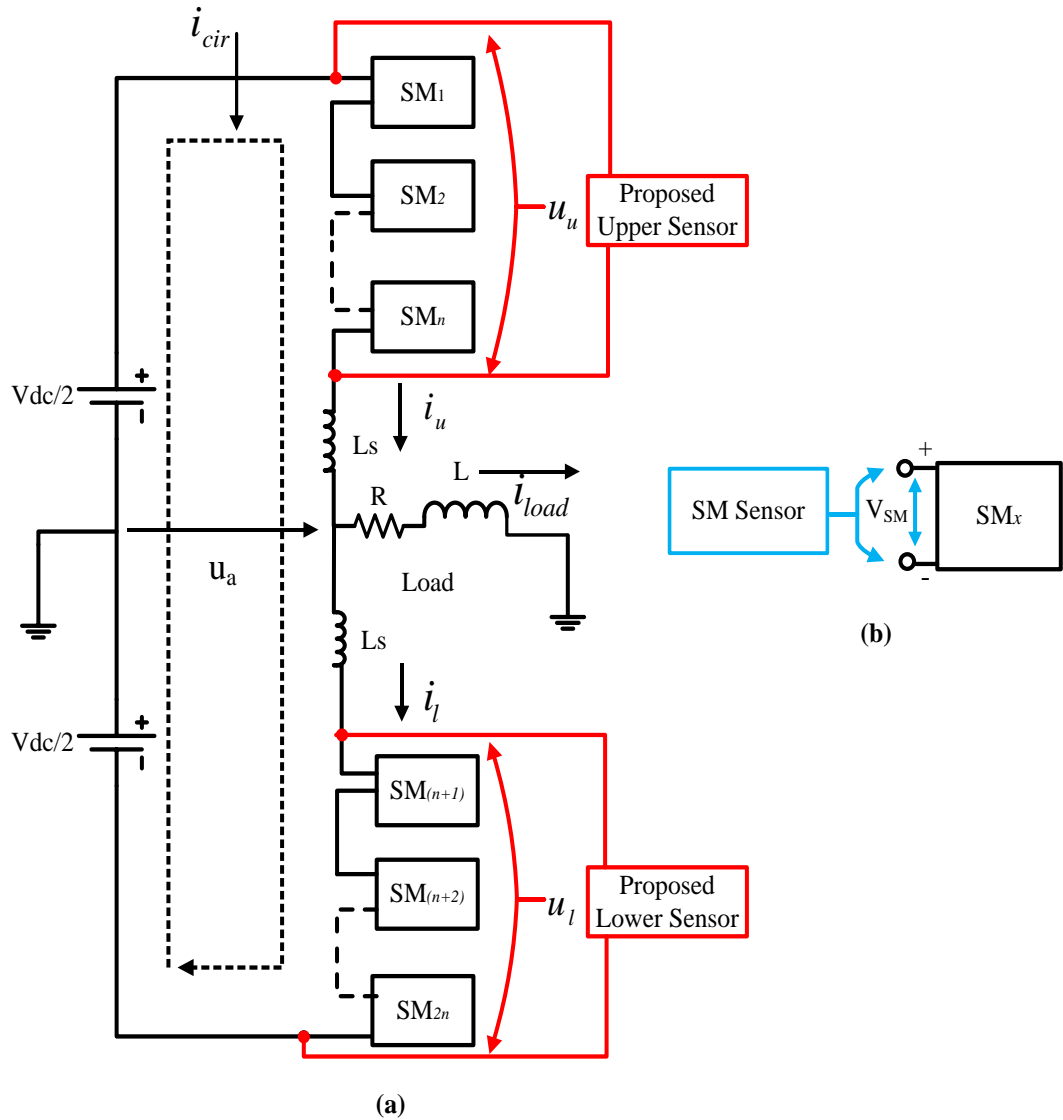 i_cir
SM1
SM2
SMn
u_u
Proposed
Upper Sensor
Vdc/2
+
-
i_u
Ls
L
R
i_load
u_a
Load
Ls
i_l
Vdc/2
+
-
SM(n+1)
SM(n+2)
SM2n
u_l
Proposed
Lower Sensor
(a)
SM Sensor
+
V_SM
-
SMx
(b)